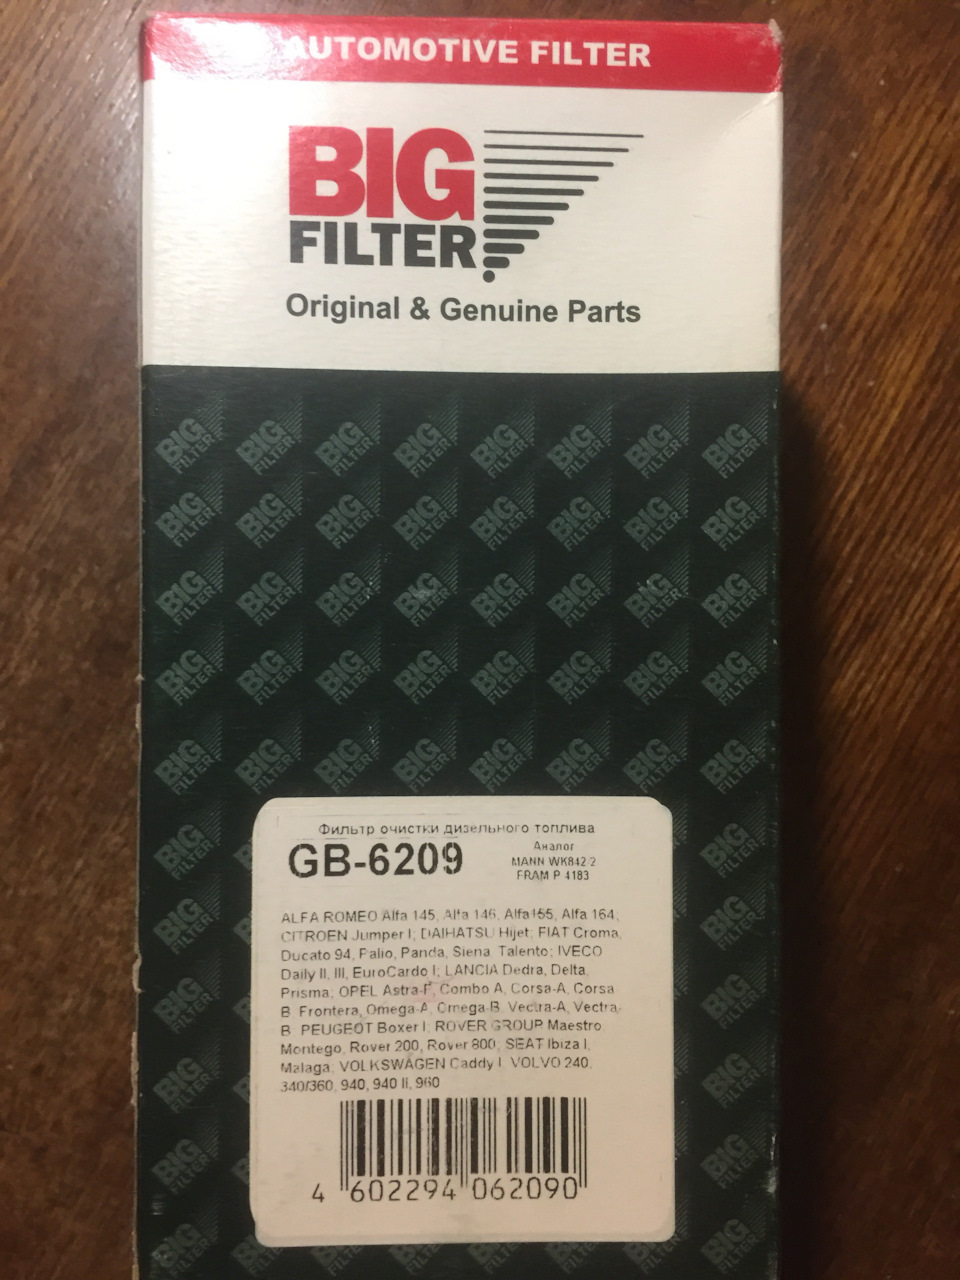 AUTOMOTIVE FILTER
BIG
FILTER
Original & Genuine Parts
Фильтр очистки дизельного топлива
GB-6209
Аналог
MANN WK842 2
FRAM P 4183
ALFA ROMEO Alfa 145, Alfa 146, Alfa155, Alfa 164;
CITROEN Jumper I; DAIHATSU Hijet; FIAT Croma,
Ducato 94, Palio, Panda, Siena, Talento; IVECO
Daily II, III, EuroCardo I; LANCIA Dedra, Delta,
Prisma; OPEL Astra-F, Combo A, Corsa-A, Corsa
B, Frontera, Omega-A, Omega-B, Vectra-A, Vectra-
B; PEUGEOT Boxer I; ROVER GROUP Maestro,
Montego, Rover 200, Rover 800; SEAT Ibiza I,
Malaga; VOLKSWAGEN Caddy I; VOLVO 240,
340/360, 940, 940 II, 960
4 602294 062090